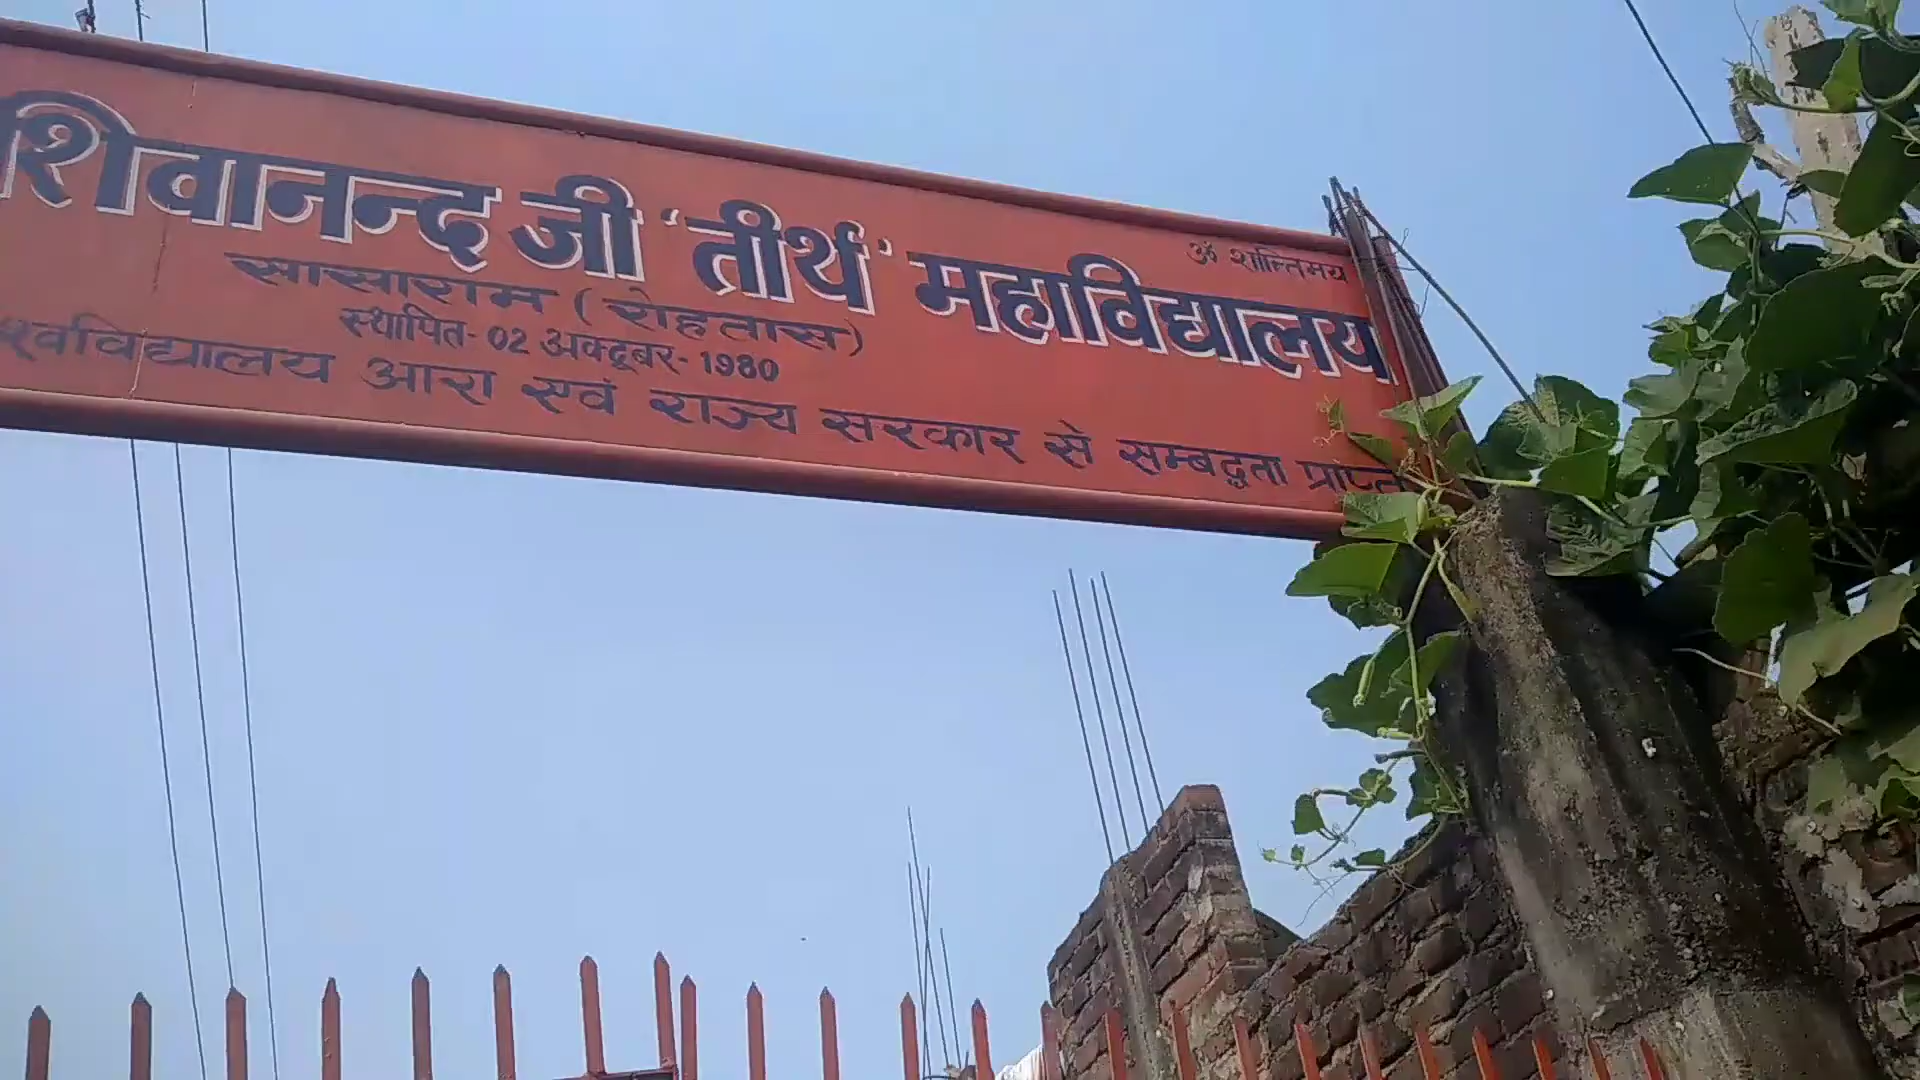 ॐ शान्तिमय
शिवानन्द जी 'तीर्थ' महाविद्यालय
सासाराम (रोहतास)
स्थापित- 02 अक्टूबर- 1980
श्वविद्यालय आरा एवं राज्य सरकार से सम्बद्धता प्राप्त